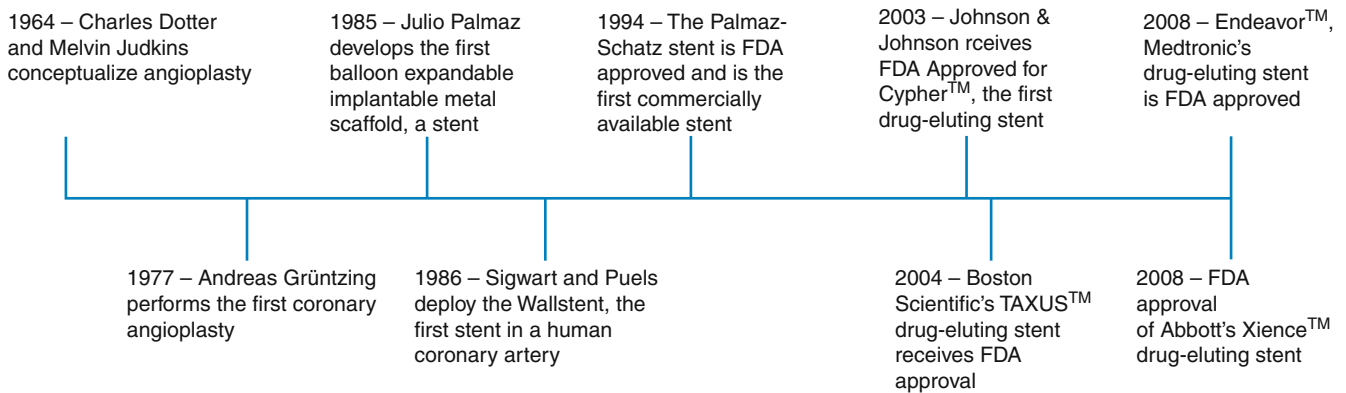 1964 – Charles Dotter
and Melvin Judkins
conceptualize angioplasty
1985 – Julio Palmaz
develops the first
balloon expandable
implantable metal
scaffold, a stent
1994 – The Palmaz-
Schatz stent is FDA
approved and is the
first commercially
available stent
2003 – Johnson &
Johnson rceives
FDA Approved for
Cypher™, the first
drug-eluting stent
2008 – Endeavor™,
Medtronic's
drug-eluting stent
is FDA approved
1977 – Andreas Grüntzing
performs the first coronary
angioplasty
1986 – Sigwart and Puels
deploy the Wallstent, the
first stent in a human
coronary artery
2004 – Boston
Scientific's TAXUS™
drug-eluting stent
receives FDA
approval
2008 – FDA
approval
of Abbott's Xience™
drug-eluting stent